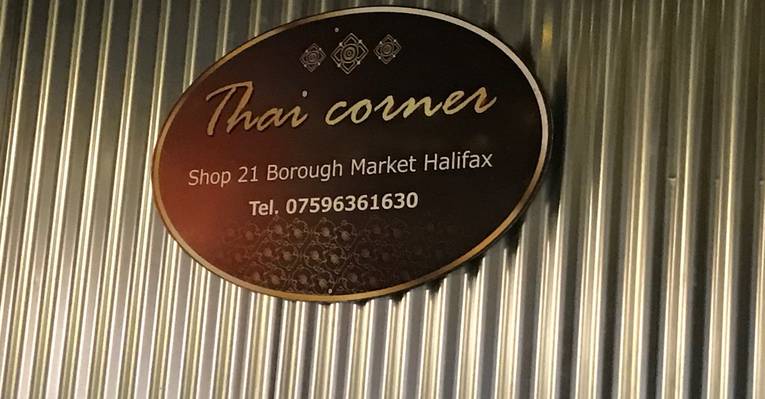 Thai corner
Shop 21 Borough Market Halifax
Tel. 07596361630